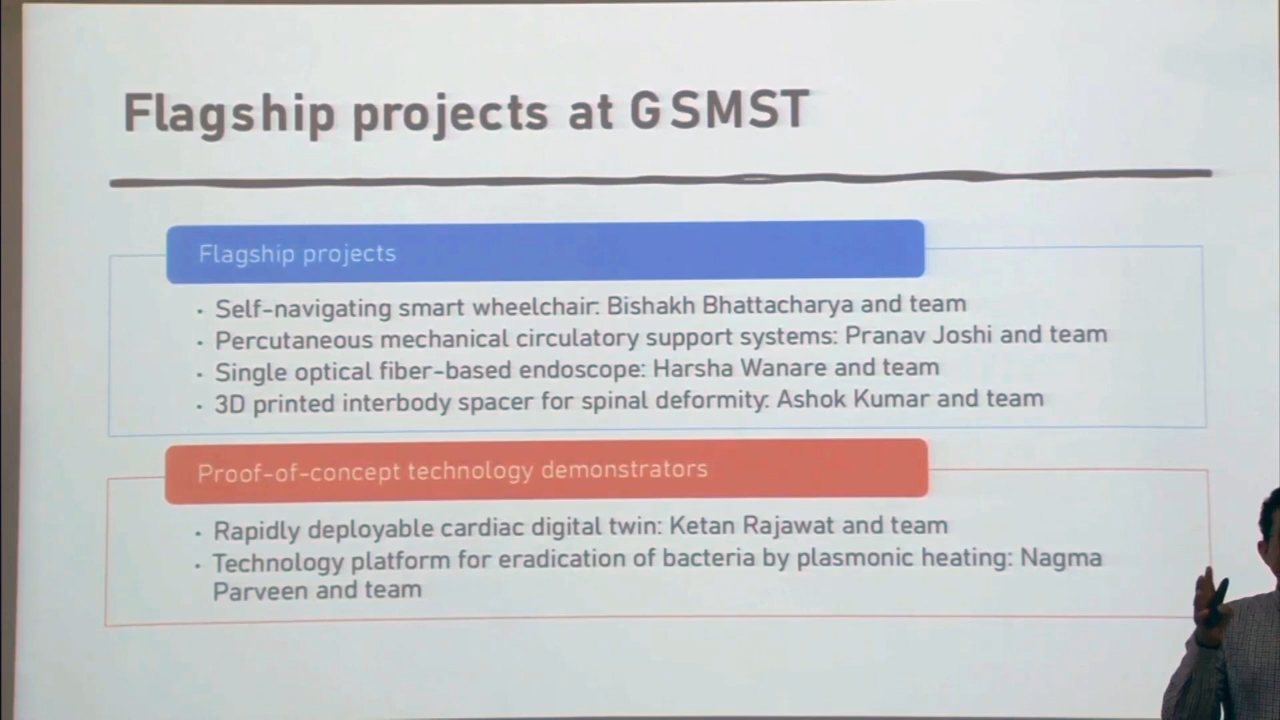 Flagship projects at GSMST
Flagship projects
· Self-navigating smart wheelchair: Bishakh Bhattacharya and team
· Percutaneous mechanical circulatory support systems: Pranav Joshi and team
· Single optical fiber-based endoscope: Harsha Wanare and team
· 3D printed interbody spacer for spinal deformity: Ashok Kumar and team
Proof-of-concept technology demonstrators
· Rapidly deployable cardiac digital twin: Ketan Rajawat and team
· Technology platform for eradication of bacteria by plasmonic heating: Nagma
Parveen and team